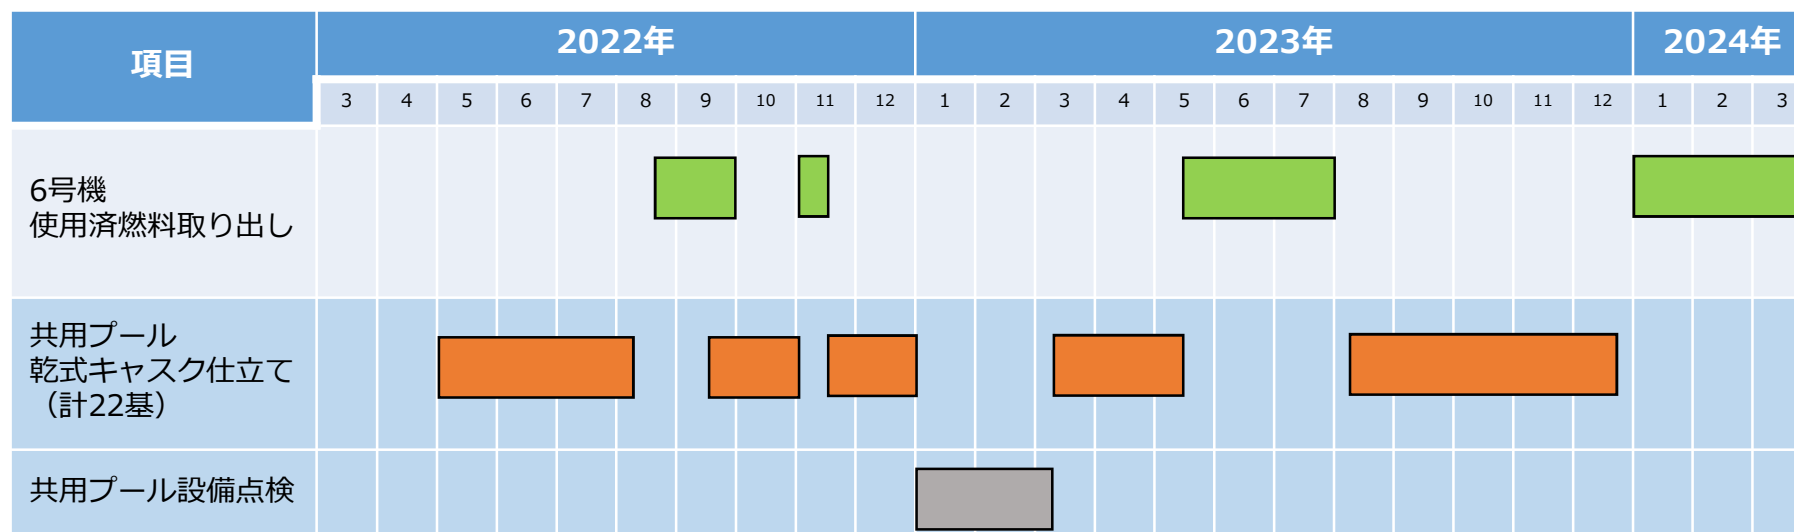 項目
2022年
2023年
2024年
3 4 5 6 7 8 9 10 11 12 1 2 3 4 5 6 7 8 9 10 11 12 1 2 3
6号機
使用済燃料取り出し
共用プール
乾式キャスク仕立て
（計22基）
共用プール設備点検